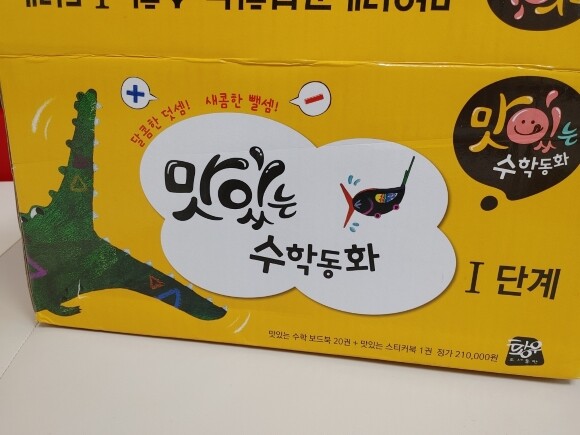 달콤한 덧셈! 새콤한 뺄셈!
맛있는
수학동화
맛있는
수학동화
I 단계
맛있는 수학 보드북 20권 + 맛있는 스티커북 1권 정가 210,000원